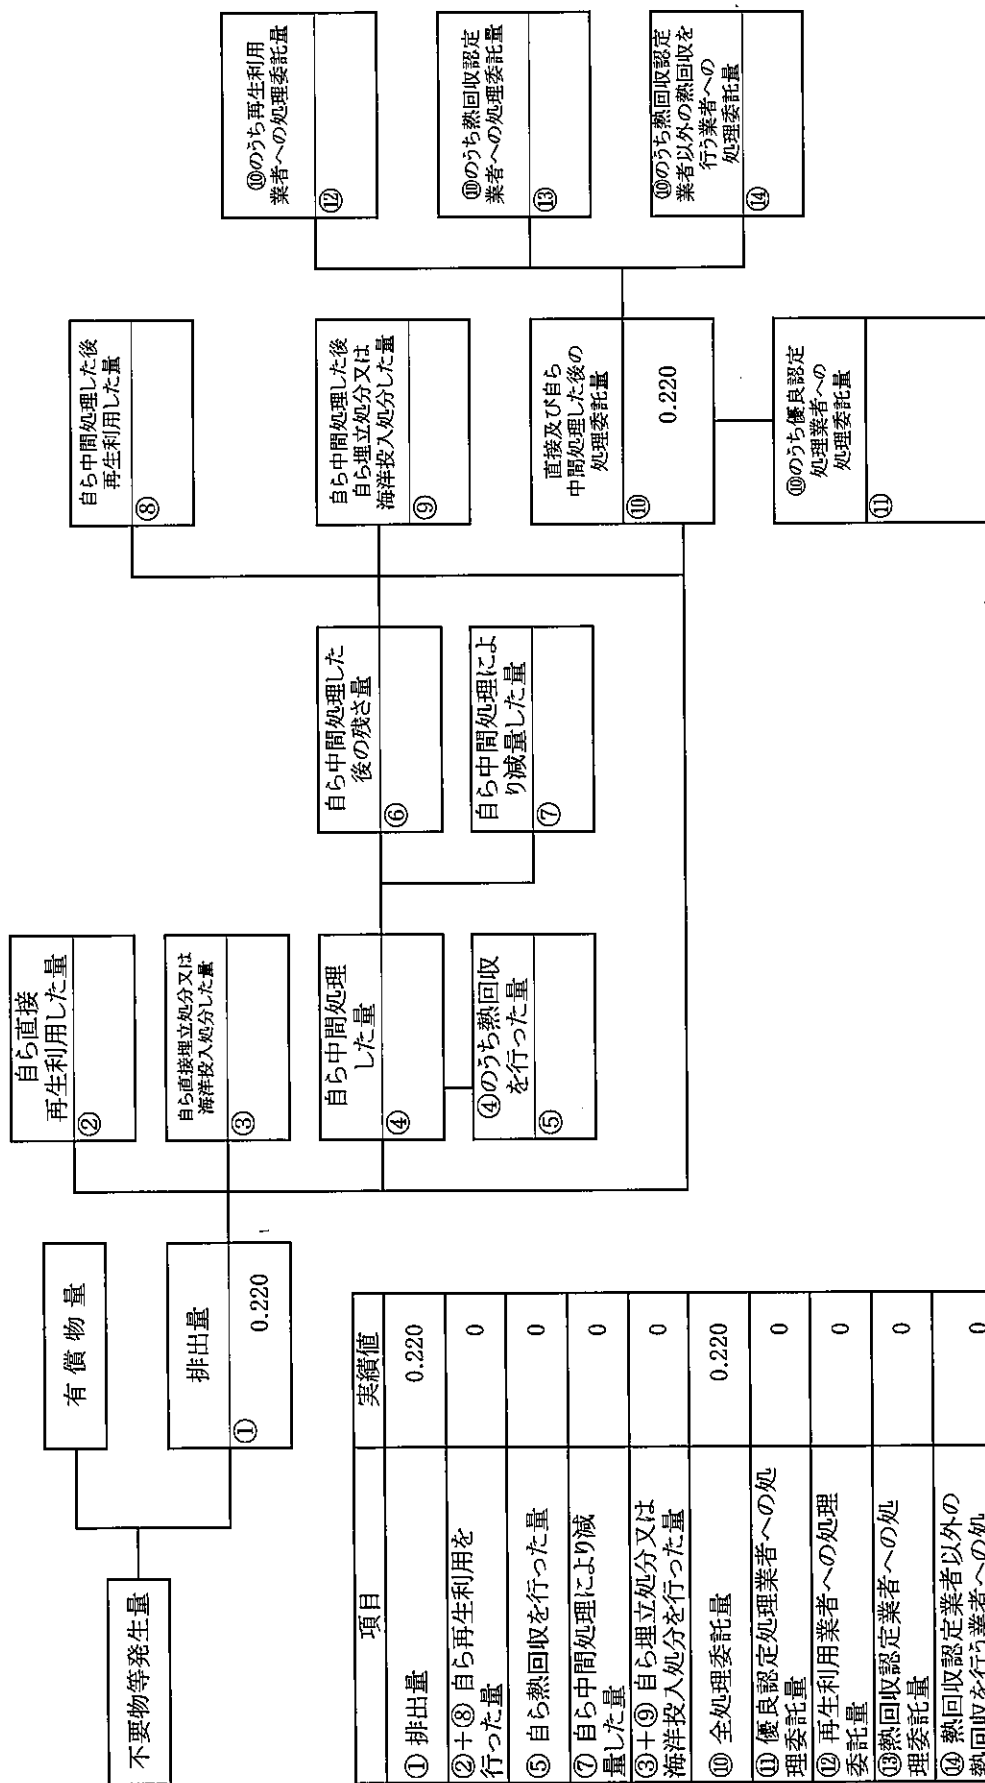 不要物等発生量
有償物量
排出量
①
0.220
自ら直接
再生利用した量
②
自ら直接埋立処分又は
海洋投入処分した量
③
自ら中間処理
した量
④
④のうち熱回収
を行った量
⑤
自ら中間処理した
後の残さ量
⑥
自ら中間処理によ
り減量した量
⑦
自ら中間処理した後
再生利用した量
⑧
自ら中間処理した後
自ら埋立処分又は
海洋投入処分した量
⑨
直接及び自ら
中間処理した後の
処理委託量
⑩
0.220
⑩のうち優良認定
処理業者への
処理委託量
⑪
⑩のうち再生利用
業者への処理委託量
⑫
⑩のうち熱回収認定
業者への処理委託量
⑬
⑩のうち熱回収認定
業者以外の熱回収を
行う業者への
処理委託量
⑭
項目 実績値
① 排出量 0.220
②+⑧ 自ら再生利用を
行った量 0
⑤ 自ら熱回収を行った量 0
⑦ 自ら中間処理により減
量した量 0
③+⑨ 自ら埋立処分又は
海洋投入処分を行った量 0
⑩ 全処理委託量 0.220
⑪ 優良認定処理業者への処
理委託量 0
⑫ 再生利用業者への処理
委託量 0
⑬熱回収認定業者への処
理委託量 0
⑭ 熱回収認定業者以外の
熱回収を行う業者への処 0